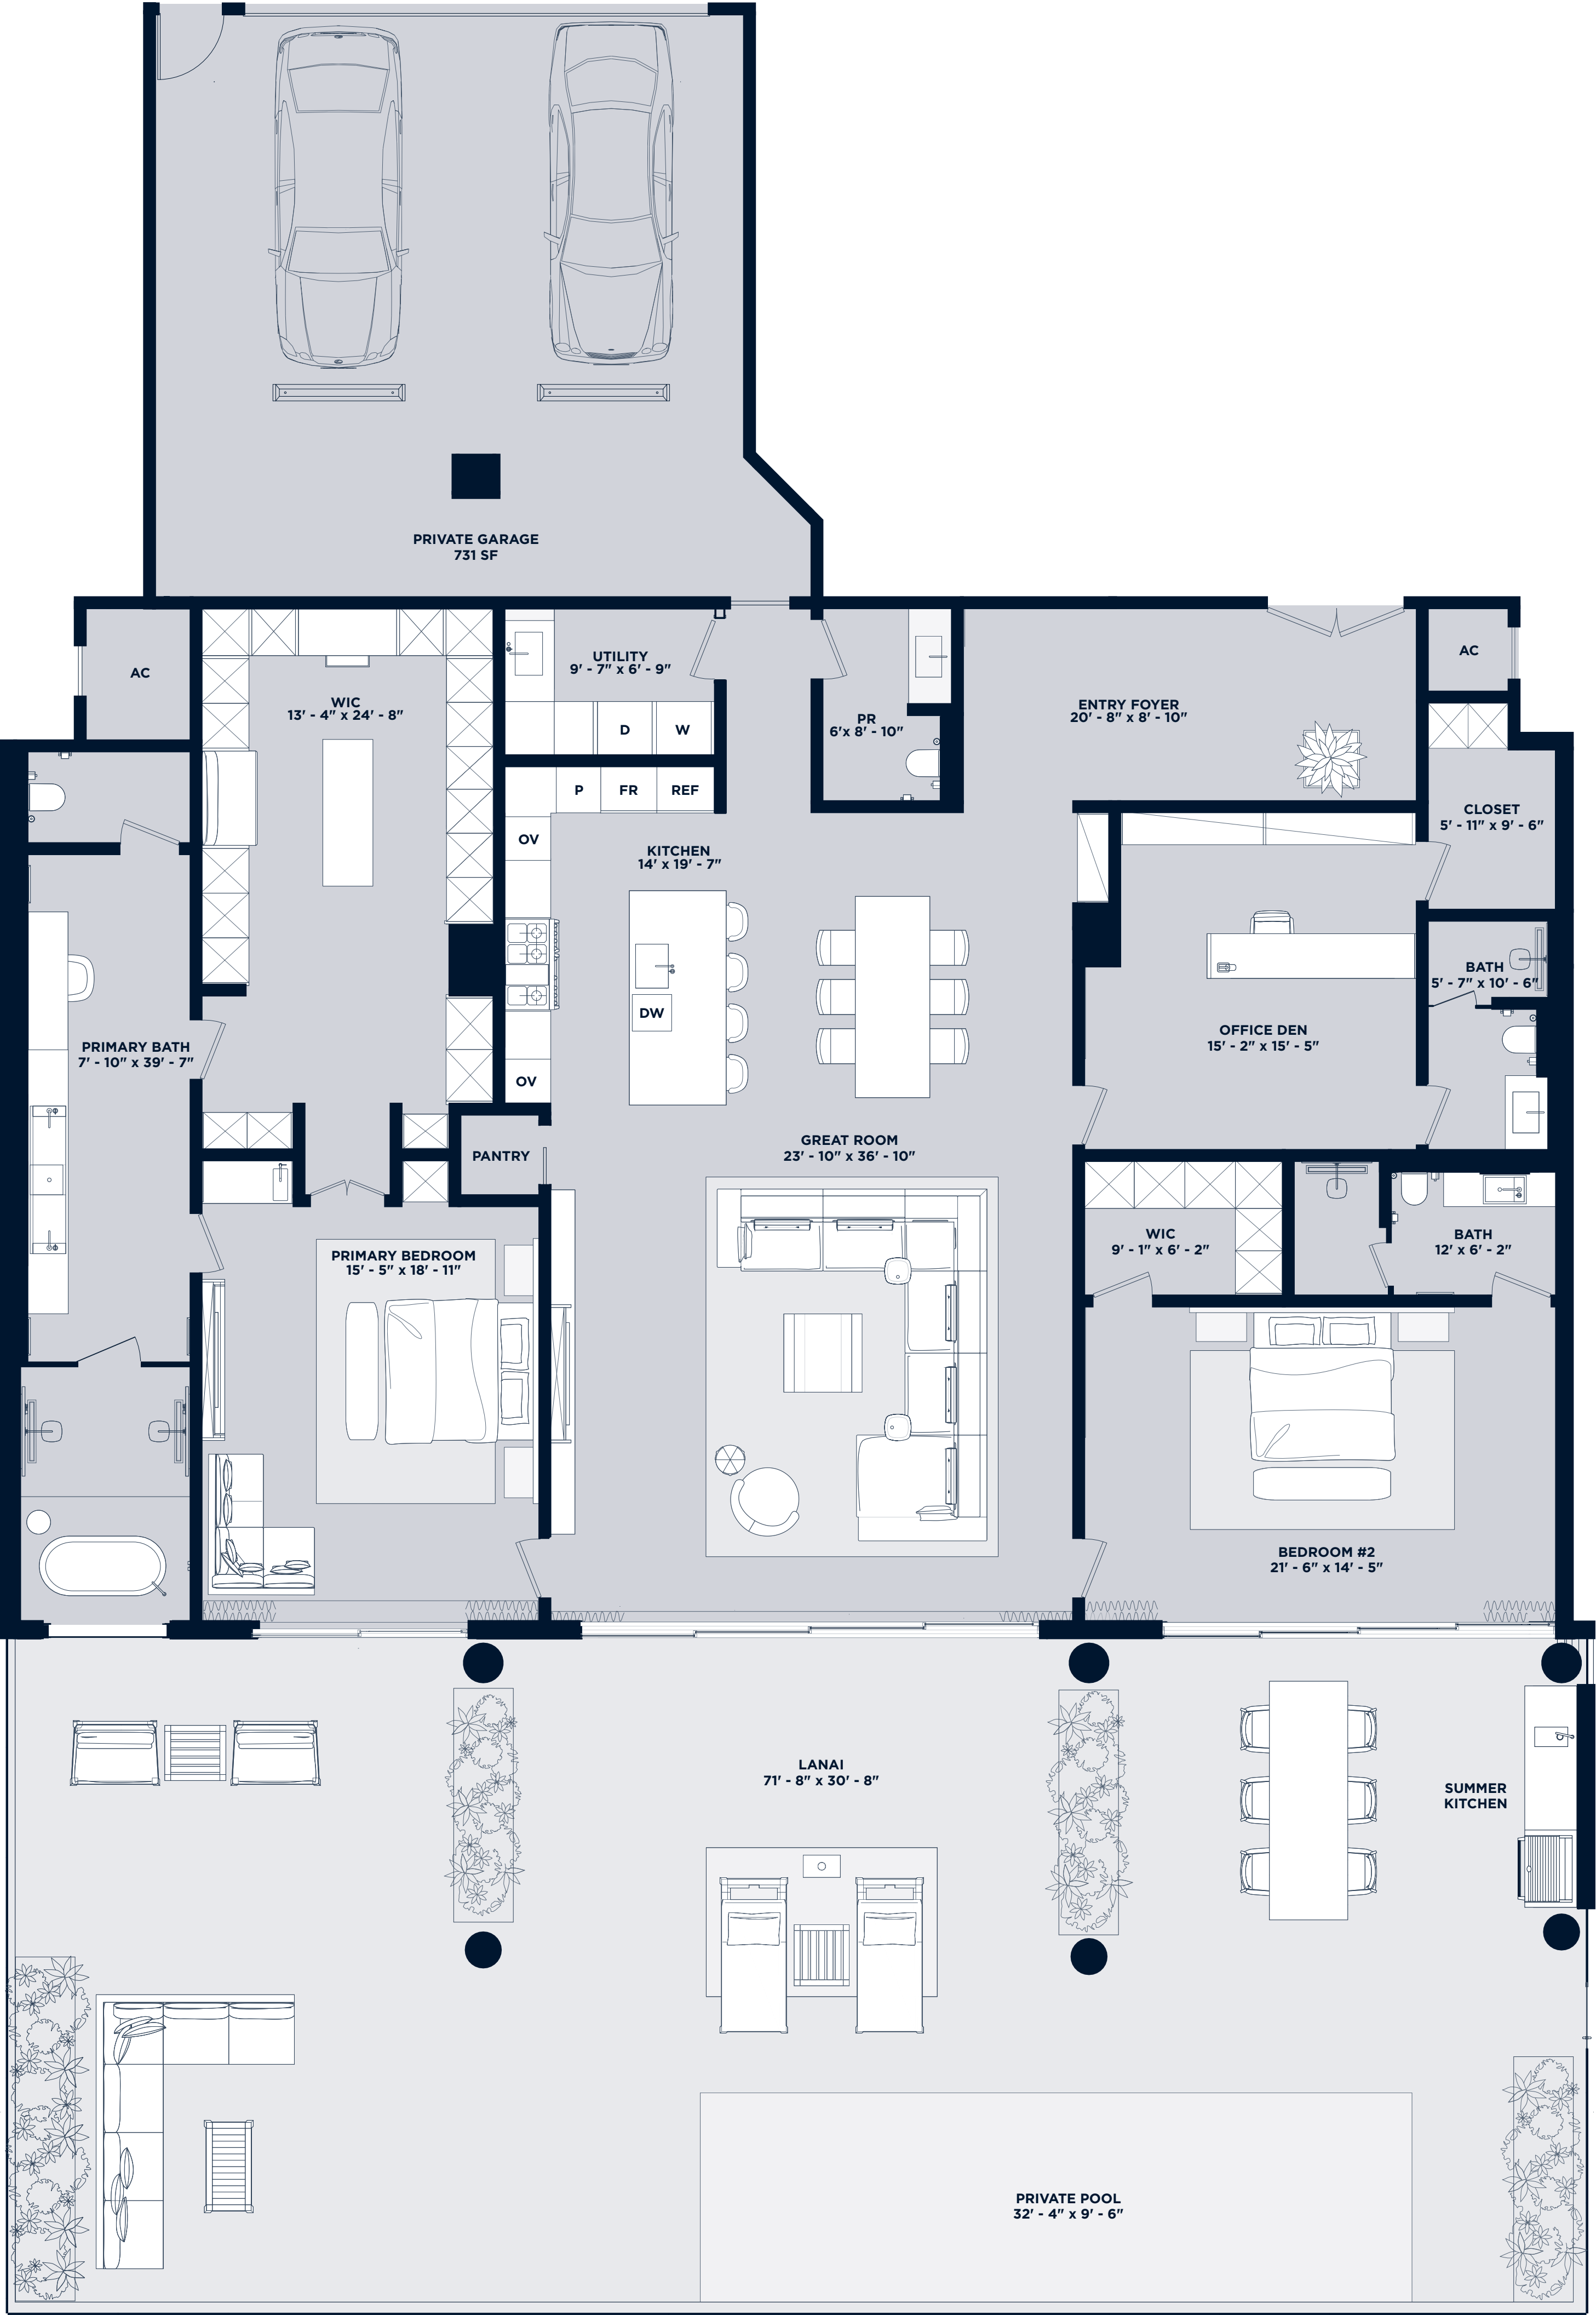 PRIVATE GARAGE
731 SF
AC
WIC
13' - 4" x 24' - 8"
UTILITY
9' - 7" x 6' - 9"
D
W
PR
6'x 8' - 10"
ENTRY FOYER
20' - 8" x 8' - 10"
AC
P
FR
REF
OV
KITCHEN
14' x 19' - 7"
CLOSET
5' - 11" x 9' - 6"
BATH
5' - 7" x 10' - 6"
DW
OV
PRIMARY BATH
7' - 10" x 39' - 7"
OFFICE DEN
15' - 2" x 15' - 5"
PANTRY
GREAT ROOM
23' - 10" x 36' - 10"
PRIMARY BEDROOM
15' - 5" x 18' - 11"
WIC
9' - 1" x 6' - 2"
BATH
12' x 6' - 2"
BEDROOM #2
21' - 6" x 14' - 5"
LANAI
71' - 8" x 30' - 8"
SUMMER
KITCHEN
PRIVATE POOL
32' - 4" x 9' - 6"